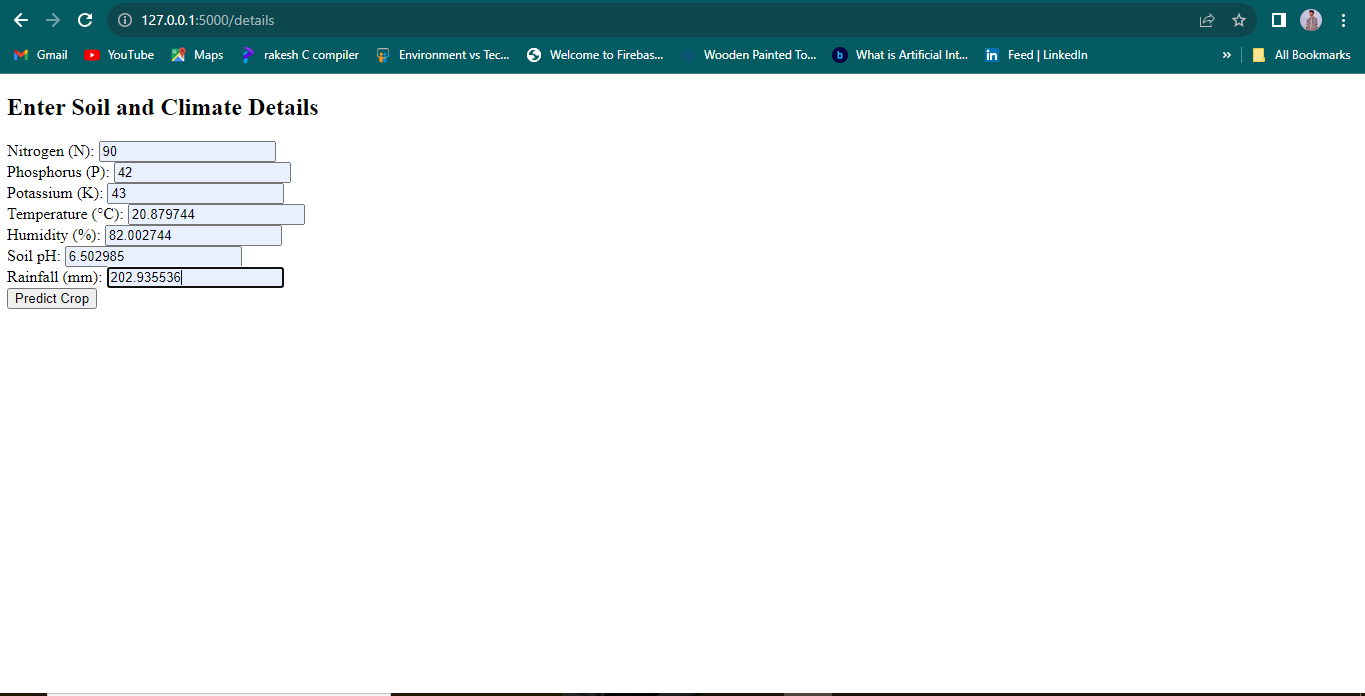 127.0.0.1:5000/details
Gmail YouTube Maps rakesh C compiler Environment vs Tec... Welcome to Firebas... Wooden Painted To... b What is Artificial Int... in Feed | LinkedIn » All Bookmarks
Enter Soil and Climate Details
Nitrogen (N): 90
Phosphorus (P): 42
Potassium (K): 43
Temperature (°C): 20.879744
Humidity (%): 82.002744
Soil pH: 6.502985
Rainfall (mm): 202.935536
Predict Crop